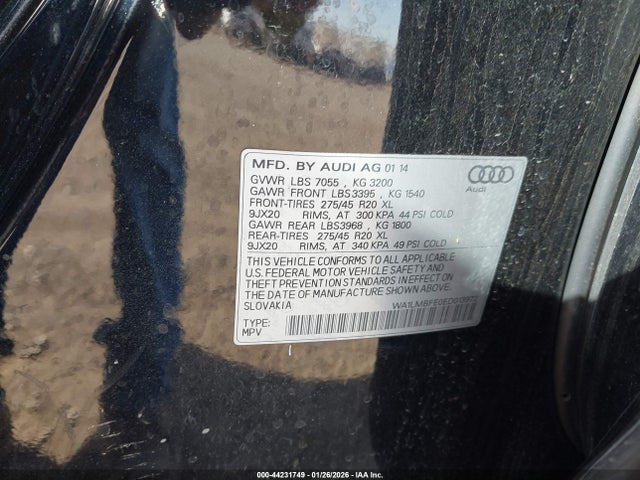 MFD. BY AUDI AG 01 14
GVWR LBS 7055 , KG 3200
GAWR FRONT LBS3395 , KG 1540
FRONT-TIRES 275/45 R20 XL
9JX20 RIMS, AT 300 KPA 44 PSI COLD
GAWR REAR LBS3968 , KG 1800
REAR-TIRES 275/45 R20 XL
9JX20 RIMS, AT 340 KPA 49 PSI COLD
Audi
THIS VEHICLE CONFORMS TO ALL APPLICABLE
U.S. FEDERAL MOTOR VEHICLE SAFETY AND
THEFT PREVENTION STANDARDS IN EFFECT
ON THE DATE OF MANUFACTURE SHOWN ABOVE.
SLOVAKIA
TYPE:
MPV
00-44231749 | 01/26/2026 | IAA Inc.